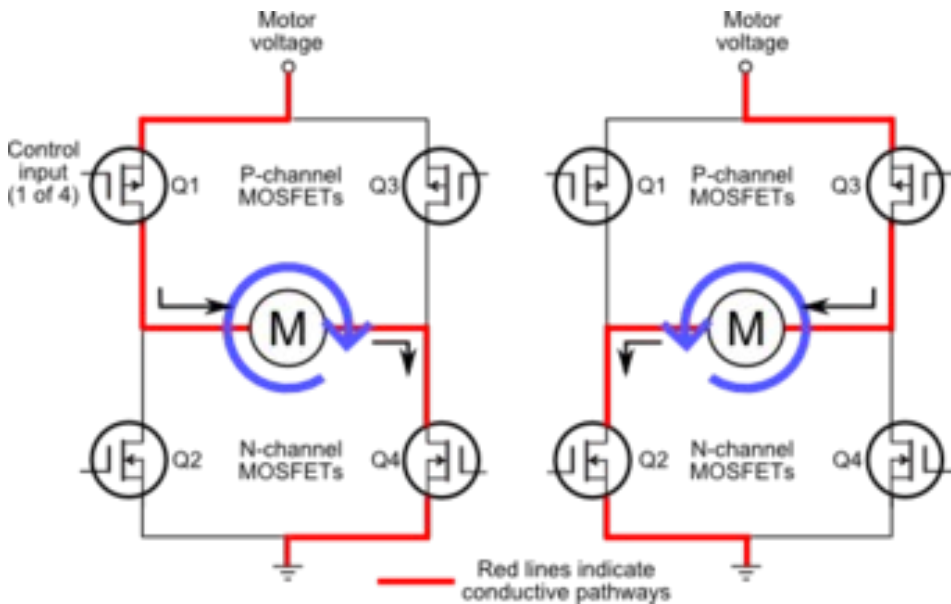 Motor
voltage
Motor
voltage
Control
input
(1 of 4)
Q1
P-channel
MOSFETs
Q3
Q1
P-channel
MOSFETs
Q3
M
M
Q2
N-channel
MOSFETs
Q4
Q2
N-channel
MOSFETs
Q4
Red lines indicate
conductive pathways